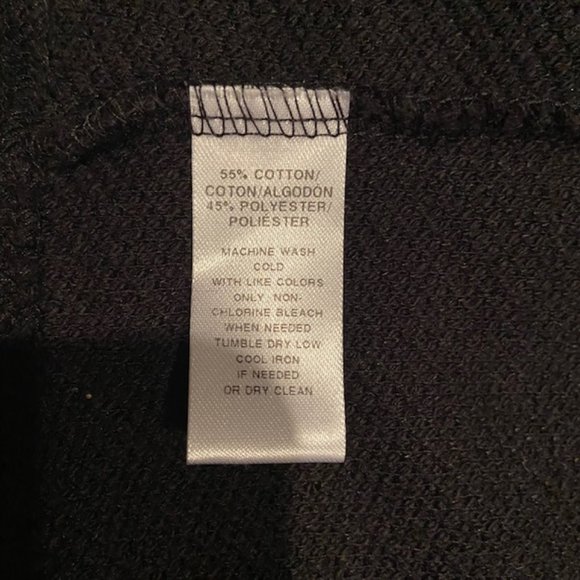 55% COTTON/
COTON/ALGODÓN
45% POLYESTER/
POLIÉSTER
MACHINE WASH
COLD
WITH LIKE COLORS
ONLY, NON-
CHLORINE BLEACH
WHEN NEEDED
TUMBLE DRY LOW
COOL IRON
IF NEEDED
OR DRY CLEAN